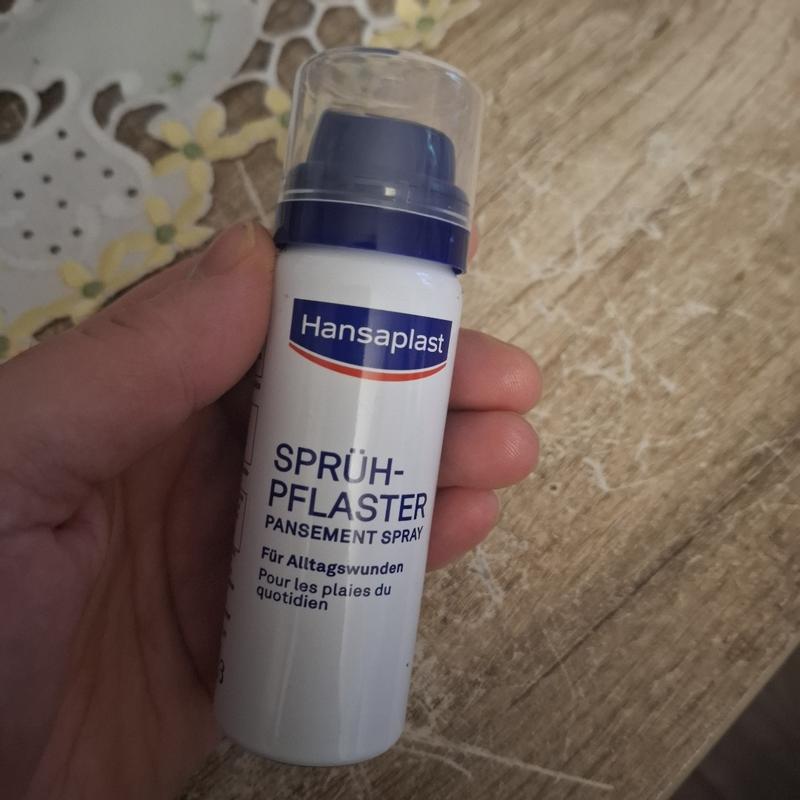 Hansaplast
SPRÜH-
PFLASTER
PANSEMENT SPRAY
Für Alltagswunden
Pour les plaies du
quotidien